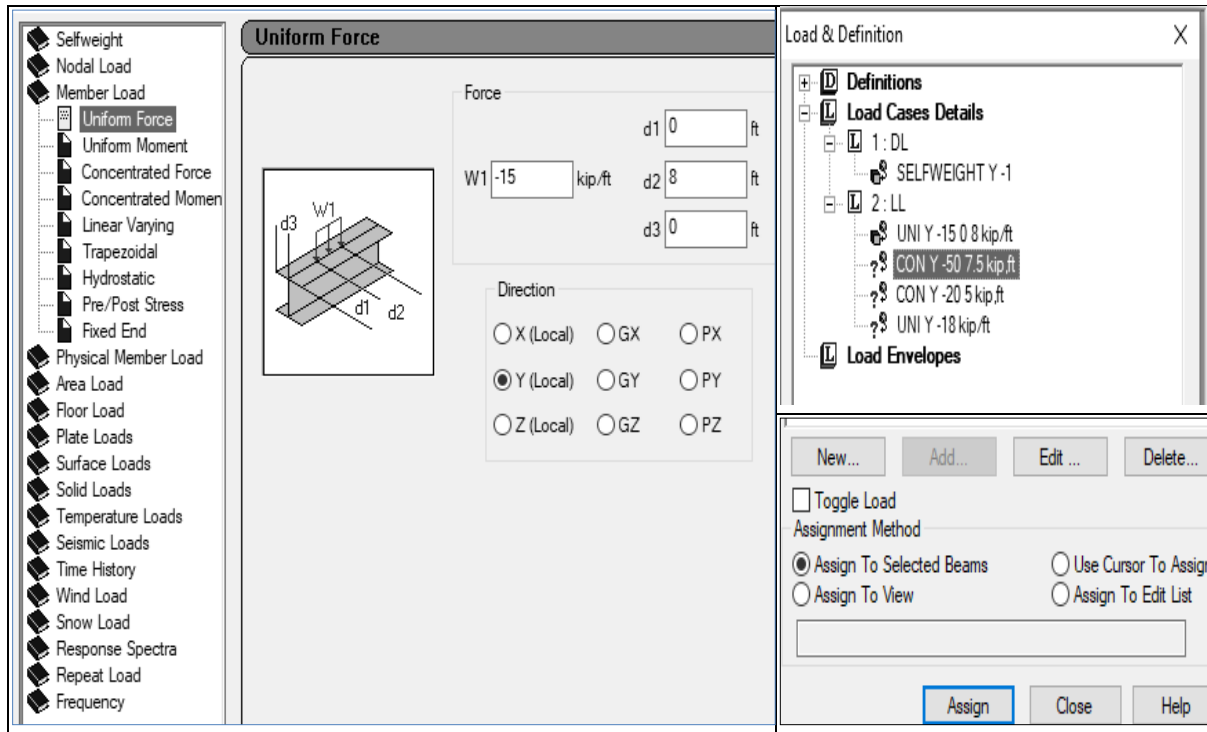 Selfweight
Nodal Load
Member Load
Uniform Force
Uniform Moment
Concentrated Force
Concentrated Momen
Linear Varying
Trapezoidal
Hydrostatic
Pre/Post Stress
Fixed End
Physical Member Load
Area Load
Floor Load
Plate Loads
Surface Loads
Solid Loads
Temperature Loads
Seismic Loads
Time History
Wind Load
Snow Load
Response Spectra
Repeat Load
Frequency
Uniform Force
Force
d1 0 ft
W1 -15 kip/ft d2 8 ft
d3 0 ft
W1
d3
d1 d2
Direction
X (Local) GX PX
Y (Local) GY PY
Z (Local) GZ PZ
Load & Definition X
D Definitions
L Load Cases Details
L 1 : DL
SELFWEIGHT Y -1
L 2 : LL
UNI Y -15 0 8 kip/ft
? CON Y -50 7.5 kip,ft
? CON Y -20 5 kip,ft
? UNI Y -18 kip/ft
L Load Envelopes
New... Add... Edit ... Delete...
Toggle Load
Assignment Method
Assign To Selected Beams Use Cursor To Assign
Assign To View Assign To Edit List
Assign Close Help